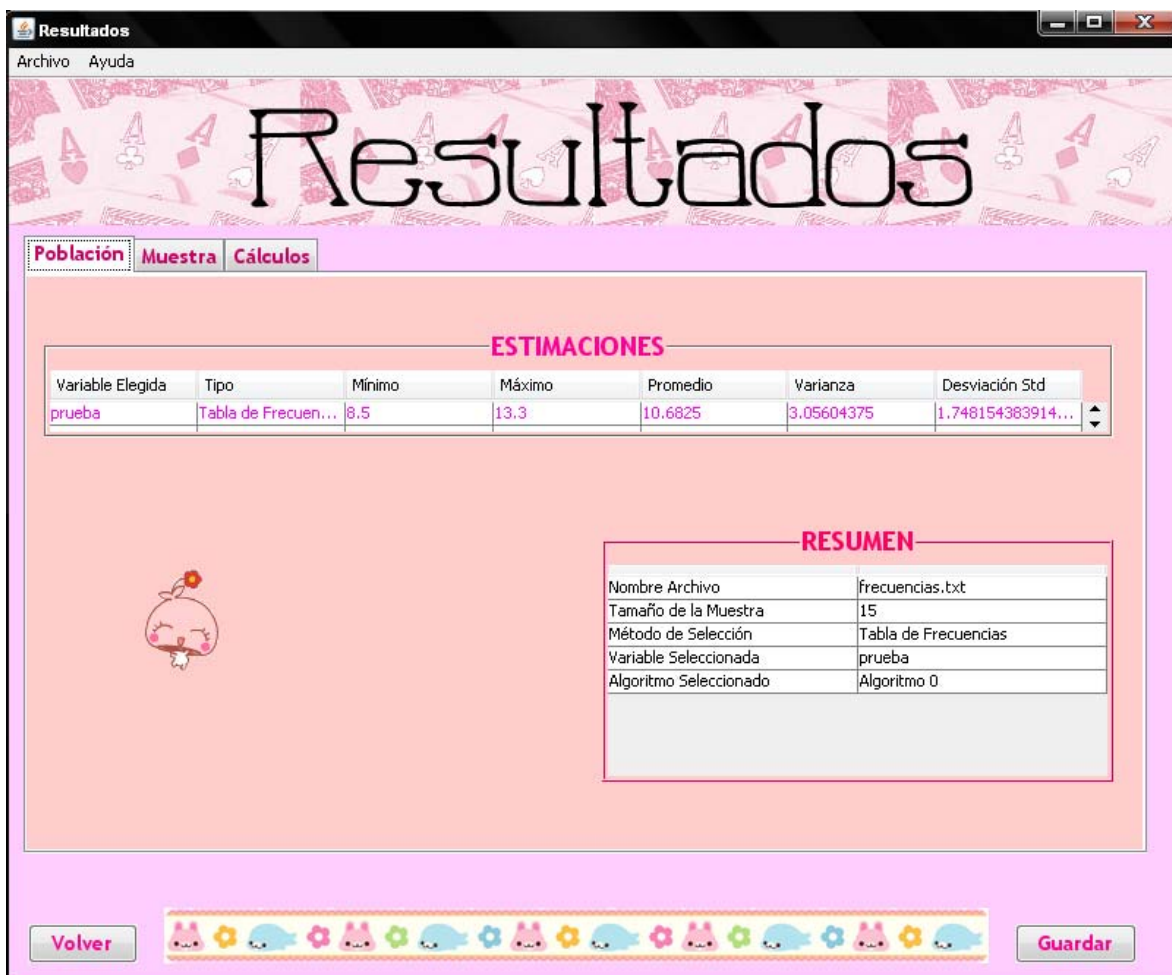 Resultados
Archivo Ayuda
Resultados
Población Muestra Cálculos
ESTIMACIONES
Variable Elegida Tipo Mínimo Máximo Promedio Varianza Desviación Std
prueba Tabla de Frecuen... 8.5 13.3 10.6825 3.05604375 1.748154383914...
RESUMEN
Nombre Archivo frecuencias.txt
Tamaño de la Muestra 15
Método de Selección Tabla de Frecuencias
Variable Seleccionada prueba
Algoritmo Seleccionado Algoritmo 0
Volver Guardar